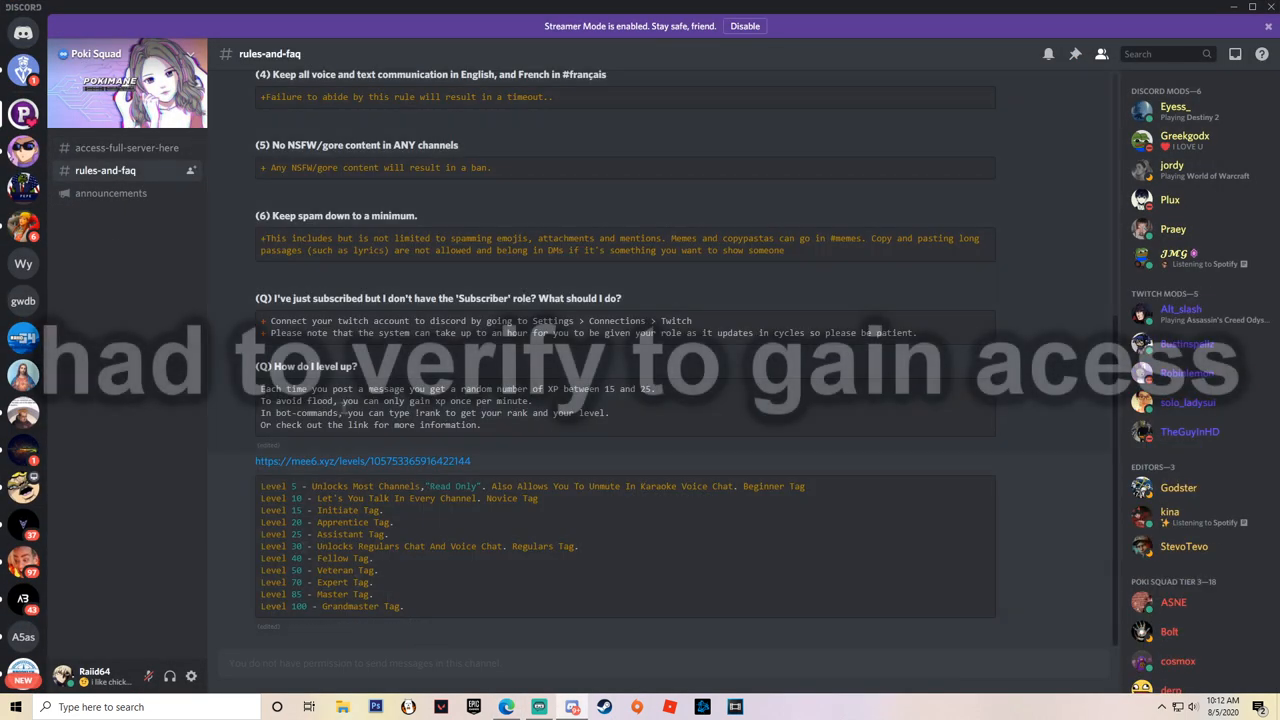 DISCORD
Streamer Mode is enabled. Stay safe, friend. Disable
Poki Squad
POKIMANE
# access-full-server-here
# rules-and-faq
announcements
# rules-and-faq
Search
(4) Keep all voice and text communication in English, and French in #français
+Failure to abide by this rule will result in a timeout..
(5) No NSFW/gore content in ANY channels
+ Any NSFW/gore content will result in a ban.
(6) Keep spam down to a minimum.
+This includes but is not limited to spamming emojis, attachments and mentions. Memes and copypastas can go in #memes. Copy and pasting long
passages (such as lyrics) are not allowed and belong in DMs if it's something you want to show someone
(Q) I've just subscribed but I don't have the 'Subscriber' role? What should I do?
+ Connect your twitch account to discord by going to Settings > Connections > Twitch
+ Please note that the system can take up to an hour for you to be given your role as it updates in cycles so please be patient.
had to verify to gain acess
(Q) How do I level up?
Each time you post a message you get a random number of XP between 15 and 25.
To avoid flood, you can only gain xp once per minute.
In bot-commands, you can type !rank to get your rank and your level.
Or check out the link for more information.
(edited)
https://mee6.xyz/levels/105753365916422144
Level 5 - Unlocks Most Channels,"Read Only". Also Allows You To Unmute In Karaoke Voice Chat. Beginner Tag
Level 10 - Let's You Talk In Every Channel. Novice Tag
Level 15 - Initiate Tag.
Level 20 - Apprentice Tag.
Level 25 - Assistant Tag.
Level 30 - Unlocks Regulars Chat And Voice Chat. Regulars Tag.
Level 40 - Fellow Tag.
Level 50 - Veteran Tag.
Level 70 - Expert Tag.
Level 85 - Master Tag.
Level 100 - Grandmaster Tag.
(edited)
You do not have permission to send messages in this channel
DISCORD MODS—6
Eyess_
Playing Destiny 2
Greekgodx
I LOVE U
jordy
Playing World of Warcraft
Plux
Praey
JMG
Listening to Spotify
TWITCH MODS—5
Alt_slash
Playing Assassin's Creed Odys...
Bustinspellz
Robinlemon
solo_ladysui
TheGuyInHD
EDITORS—3
Godster
kina
Listening to Spotify
StevoTevo
POKI SQUAD TIER 3—18
ASNE
Bolt
cosmox
derp
1
6
Wy
gwdb
1
37
97
A3
43
A5as
NEW
Raiid64
i like chick...
Type here to search
10:12 AM
8/5/2020
2